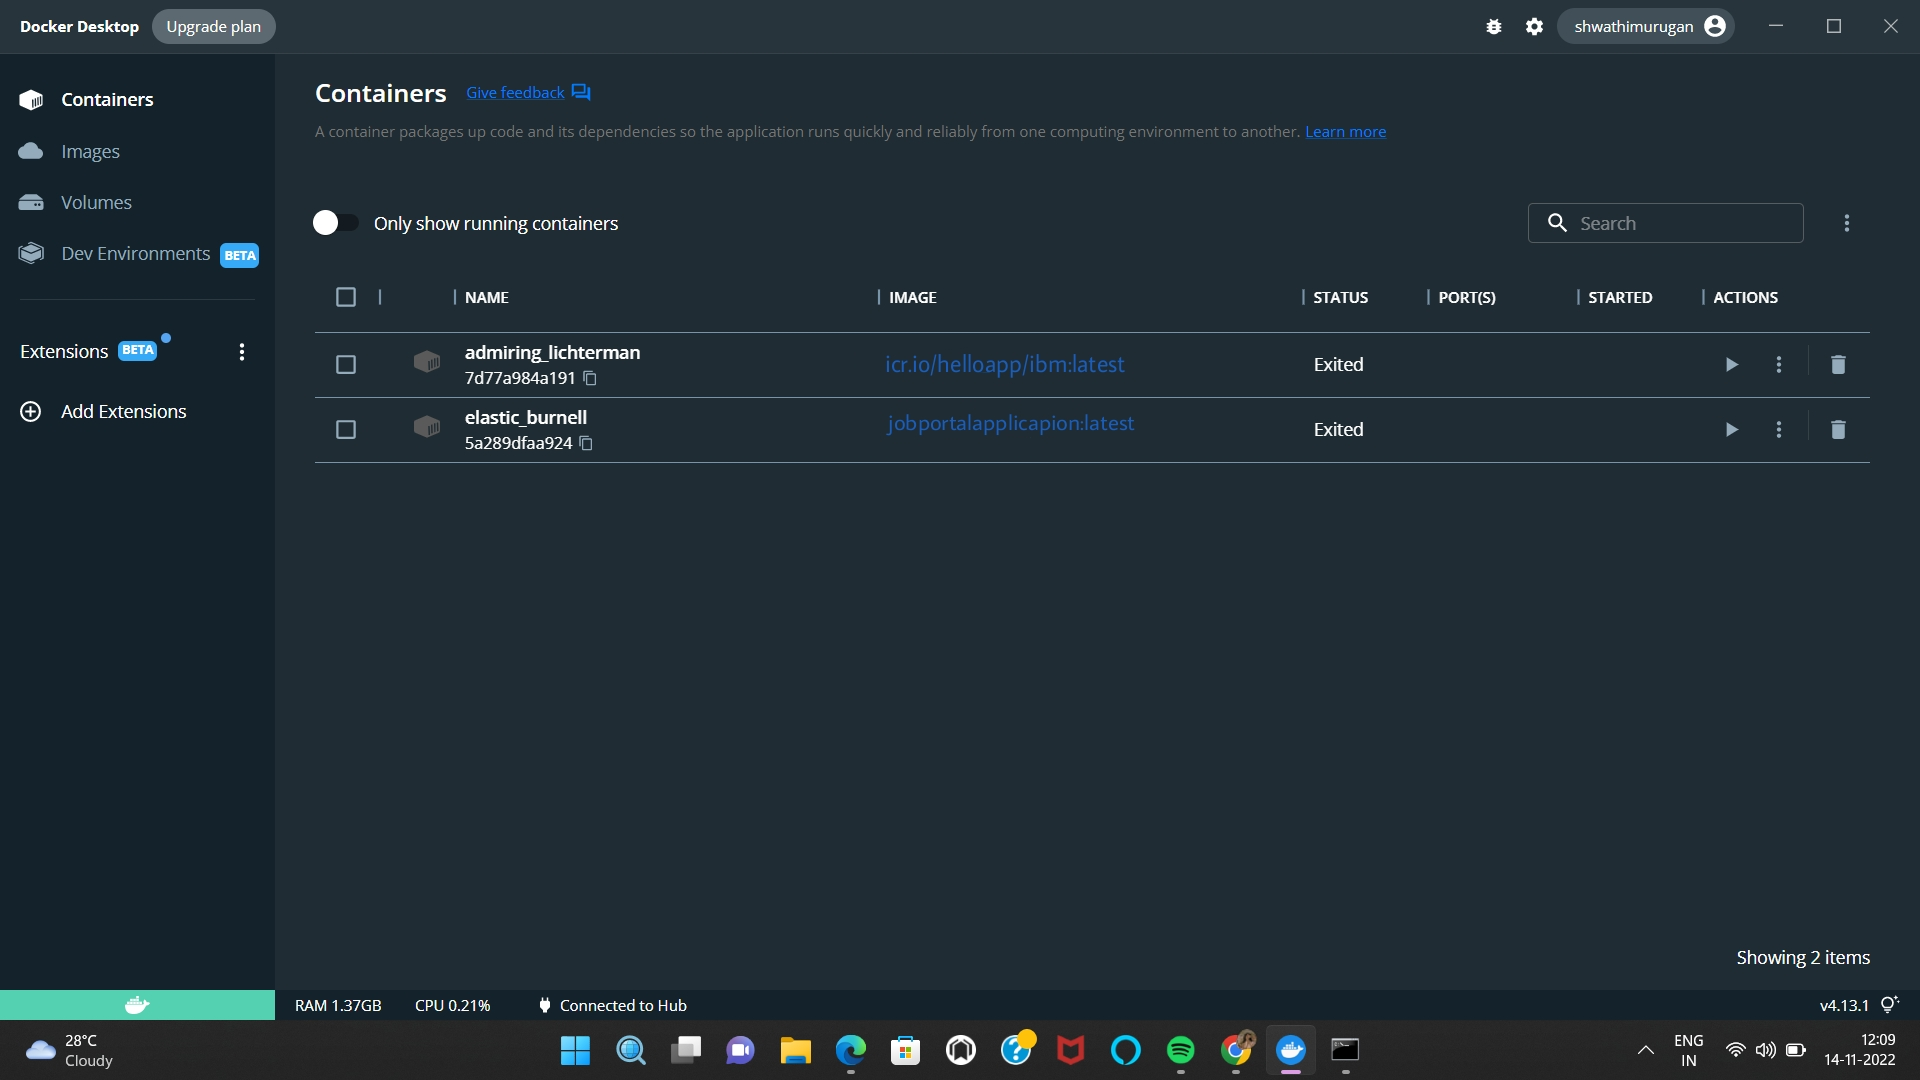 Docker Desktop Upgrade plan shwathimurugan
Containers
Images
Volumes
Dev Environments BETA
Extensions BETA
Add Extensions
Containers Give feedback
A container packages up code and its dependencies so the application runs quickly and reliably from one computing environment to another. Learn more
Only show running containers Search
NAME IMAGE STATUS PORT(S) STARTED ACTIONS
admiring_lichterman icr.io/helloapp/ibm:latest Exited
7d77a984a191
elastic_burnell jobportalapplicapion:latest Exited
5a289dfaa924
Showing 2 items
RAM 1.37GB CPU 0.21% Connected to Hub v4.13.1
28°C
Cloudy
ENG
IN
12:09
14-11-2022